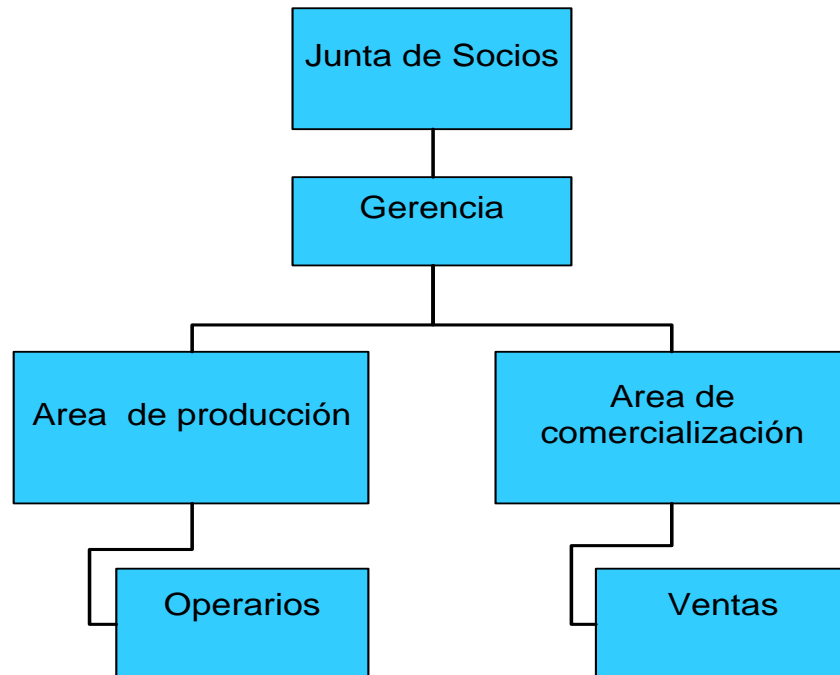 Junta de Socios
Gerencia
Area de producción
Area de
comercialización
Operarios
Ventas